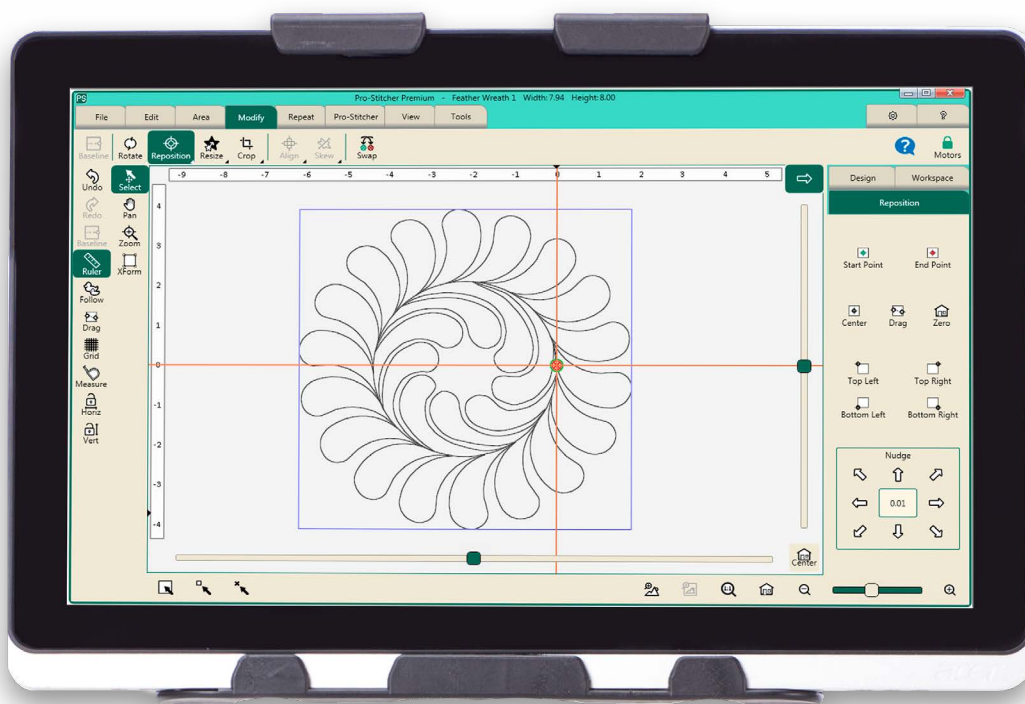 PS
Pro-Stitcher Premium - Feather Wreath 1 Width:7.94 Height:8.00
File Edit Area Modify Repeat Pro-Stitcher View Tools
Baseline Rotate Reposition Resize Crop Align Skew Swap Motors
Undo Select
Redo Pan
Baseline Zoom
Ruler XForm
Follow
Drag
Grid
Measure
Horiz
Vert
-9 -8 -7 -6 -5 -4 -3 -2 -1 0 1 2 3 4 5
4
3
2
1
0
-1
-2
-3
-4
Center
Design Workspace
Reposition
Start Point End Point
Center Drag Zero
Top Left Top Right
Bottom Left Bottom Right
Nudge
0.01
1:1